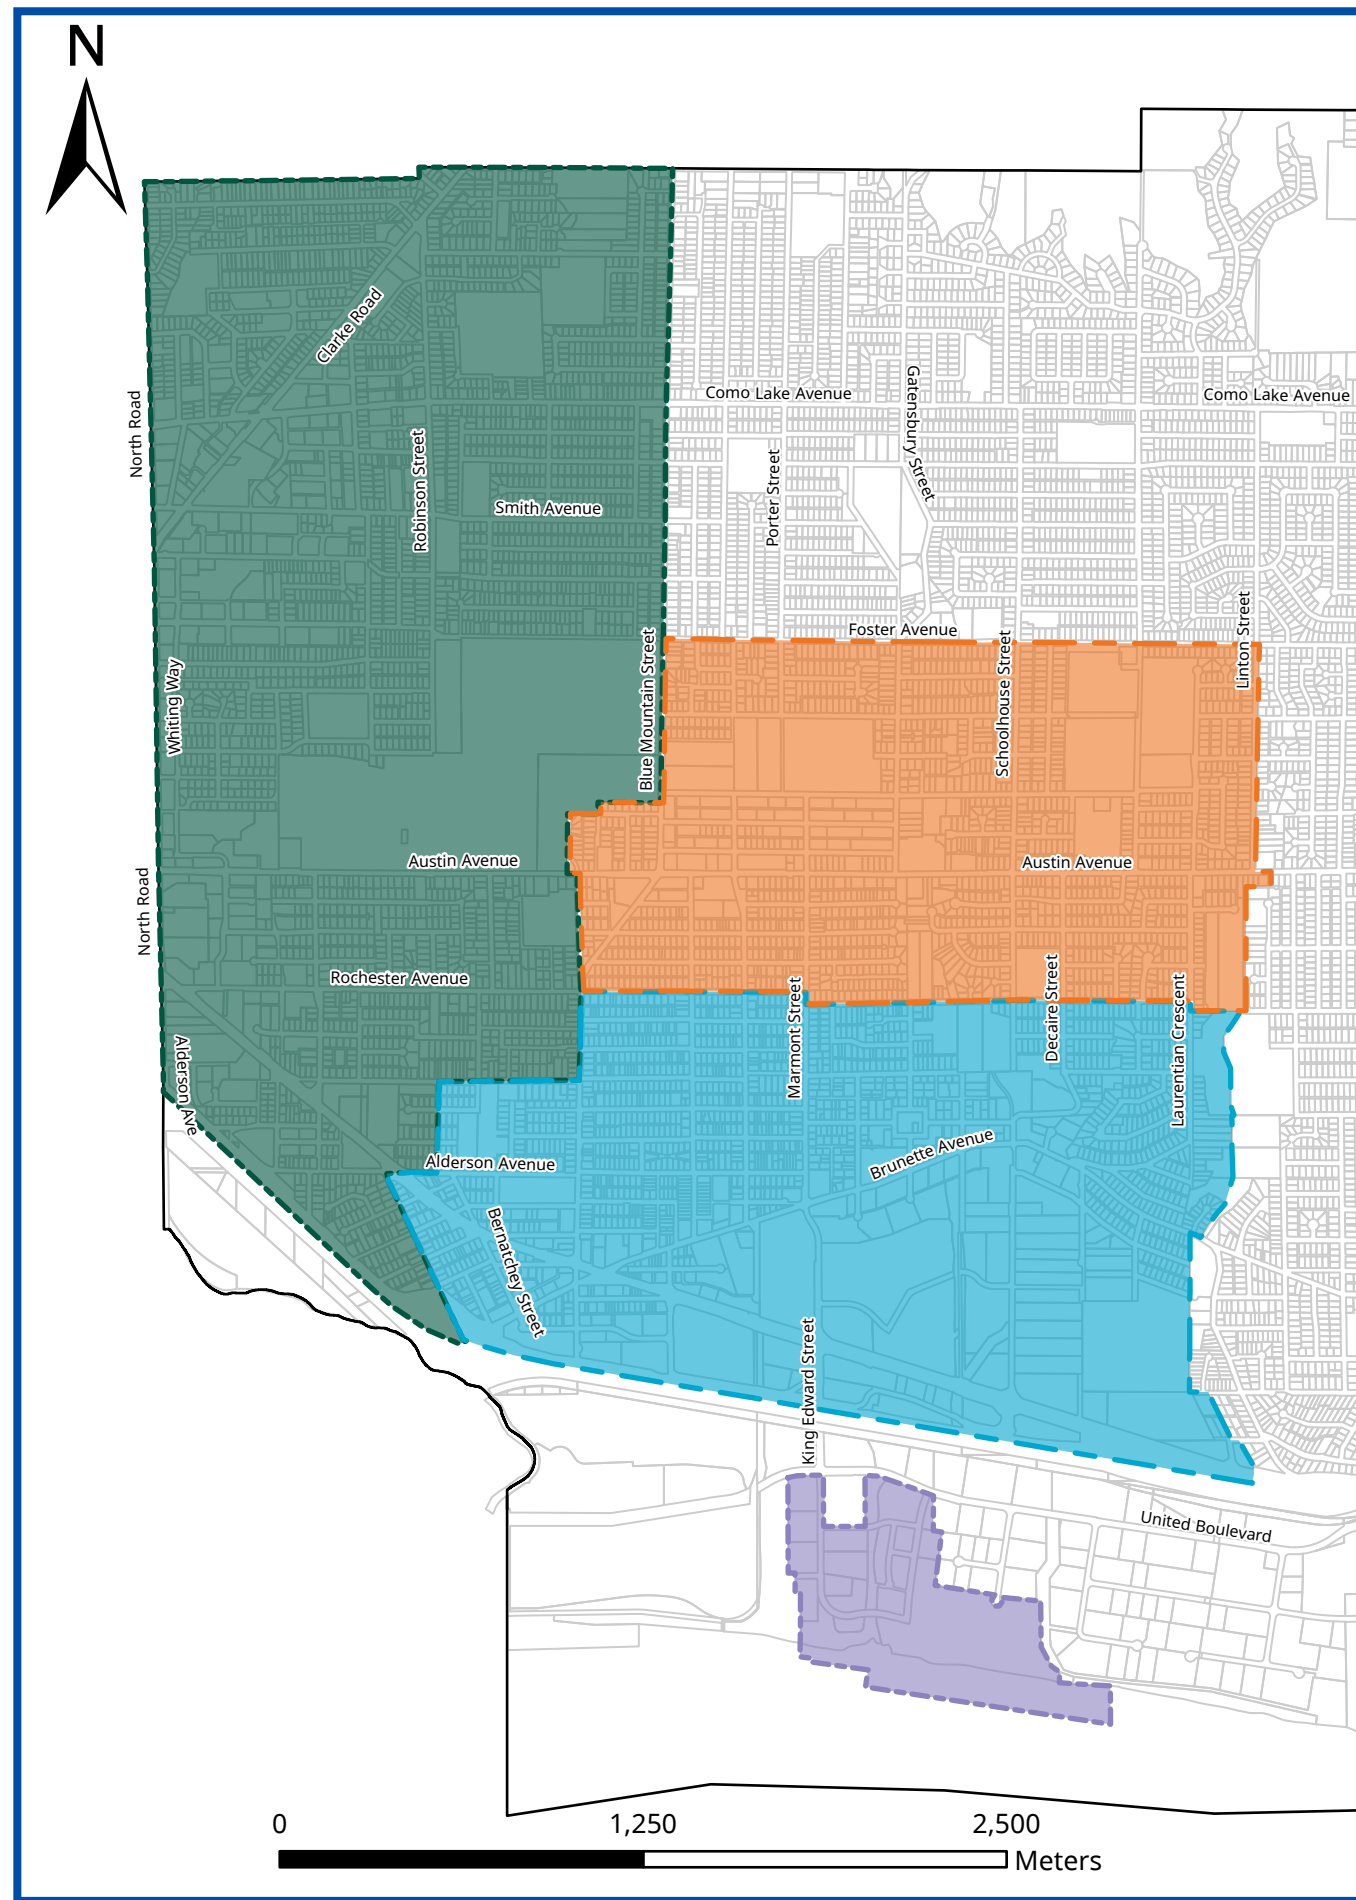 N
Clarke Road
North Road
Como Lake Avenue
Gatensbury Street
Como Lake Avenue
Robinson Street
Porter Street
Smith Avenue
Foster Avenue
Linton Street
Blue Mountain Street
Schoolhouse Street
Whiting Way
Austin Avenue
Austin Avenue
North Road
Rochester Avenue
Marmont Street
Decaire Street
Laurentian Crescent
Alderson Ave
Alderson Avenue
Brunette Avenue
Bernatchey Street
King Edward Street
United Boulevard
0 1,250 2,500
Meters